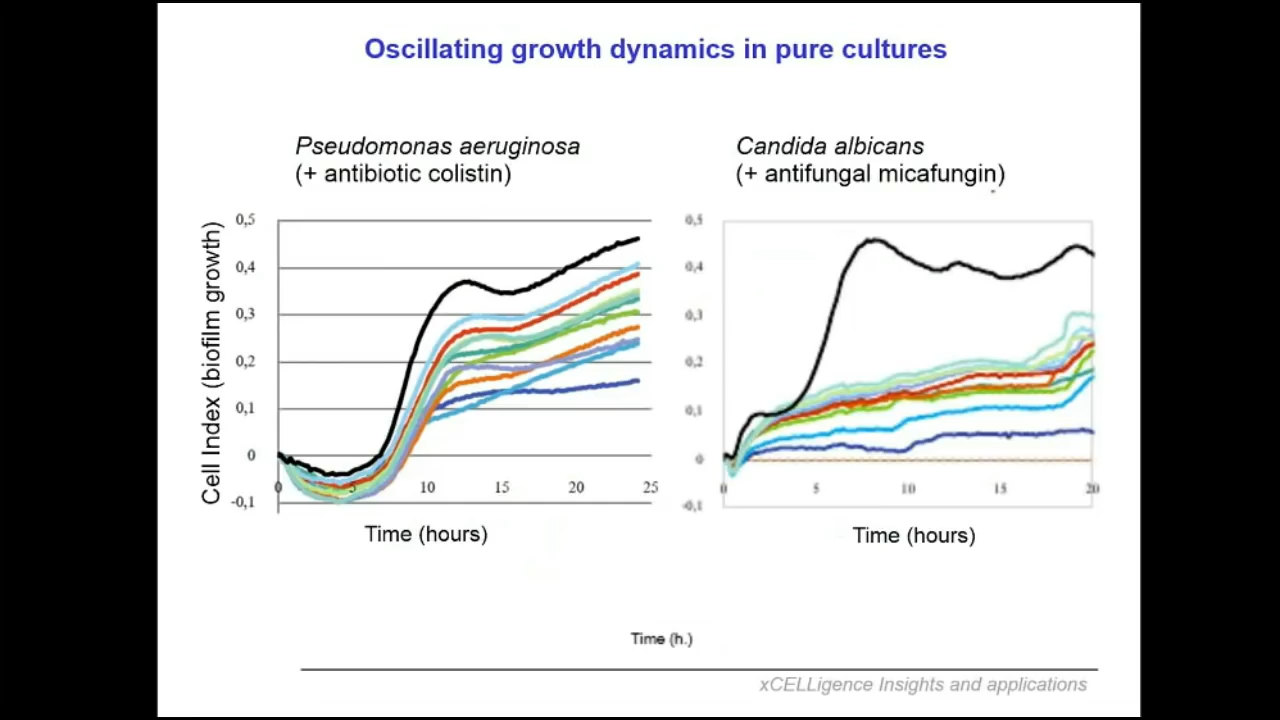 Oscillating growth dynamics in pure cultures
Pseudomonas aeruginosa
(+ antibiotic colistin)
Candida albicans
(+ antifungal micafungin)
Cell Index (biofilm growth)
0,5
0,4
0,3
0,2
0,1
0
-0,1
0
5
10
15
20
25
Time (hours)
0,5
0,4
0,3
0,2
0,1
0
-0,1
0
5
10
15
20
Time (hours)
Time (h.)
xCELLigence Insights and applications